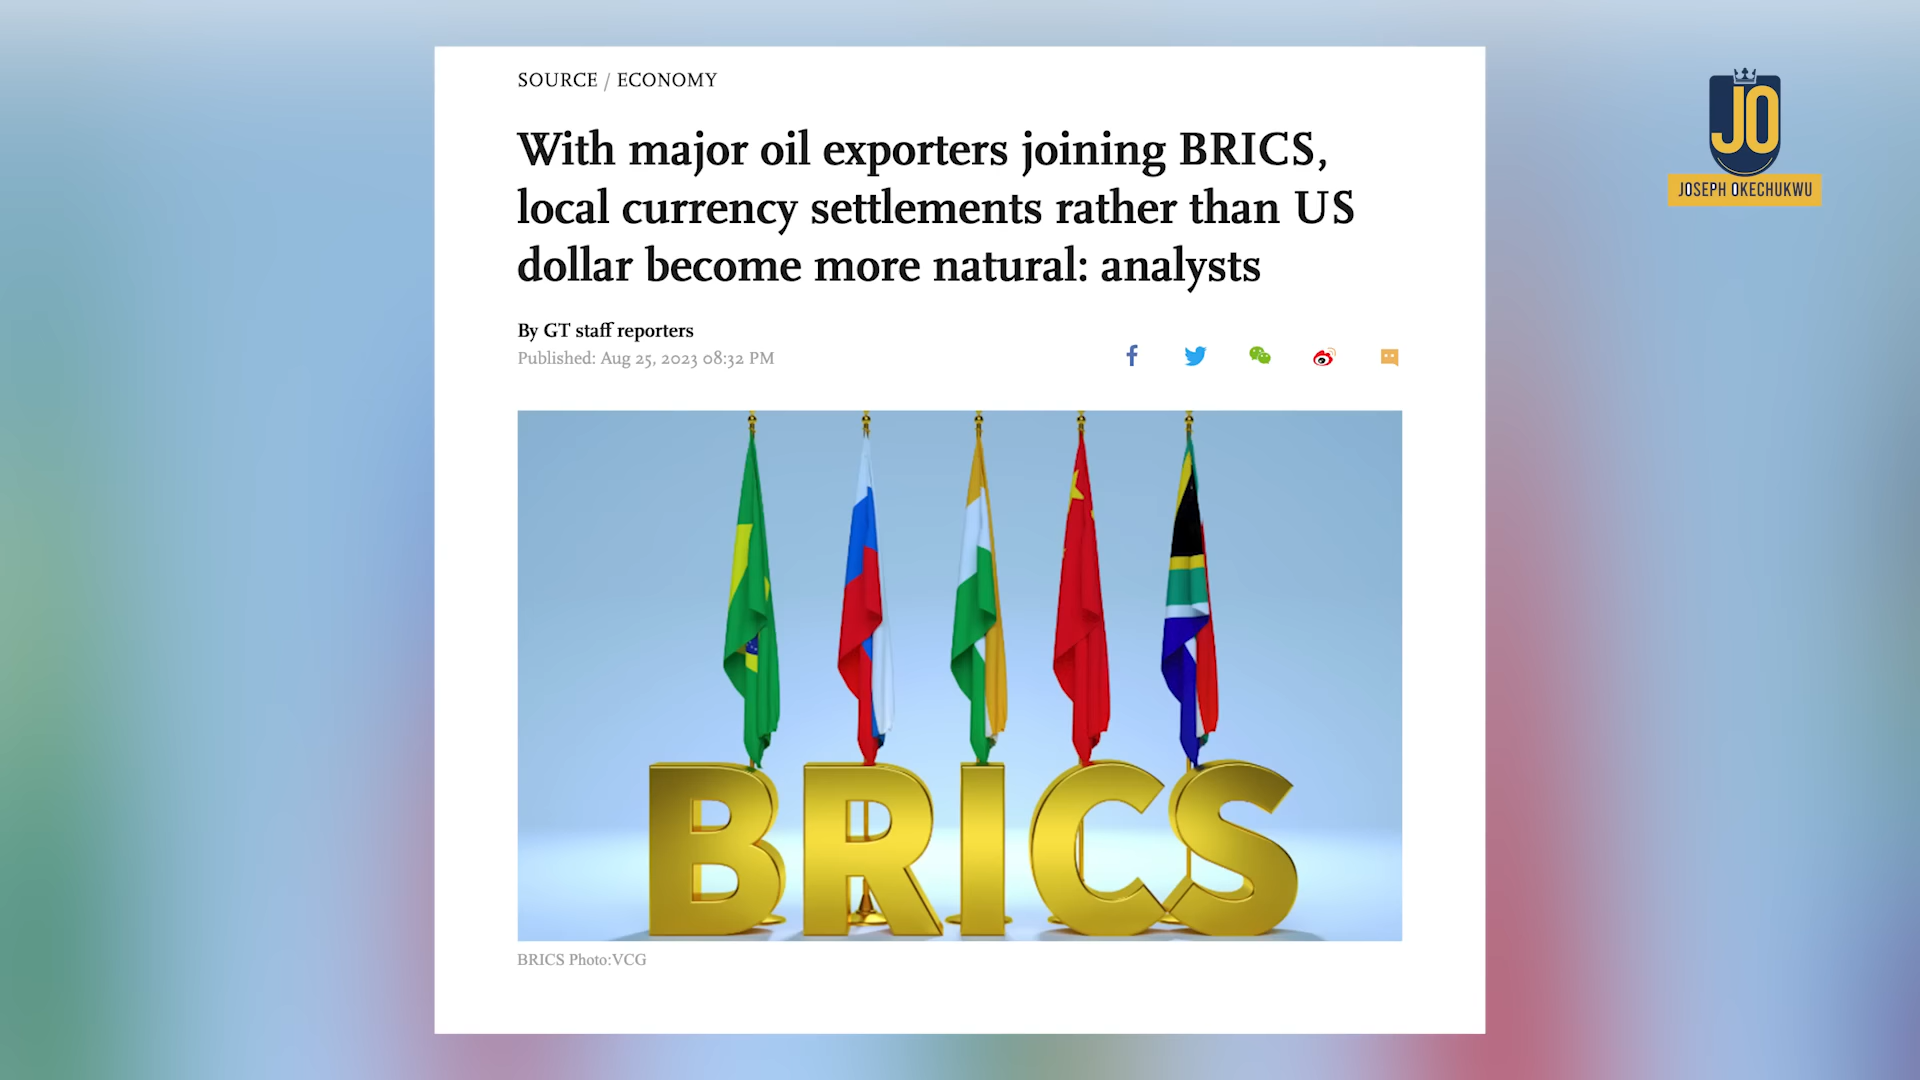 SOURCE / ECONOMY
With major oil exporters joining BRICS,
local currency settlements rather than US
dollar become more natural: analysts
By GT staff reporters
Published: Aug 25, 2023 08:32 PM
BRICS
BRICS Photo:VCG
JO
JOSEPH OKECHUKWU